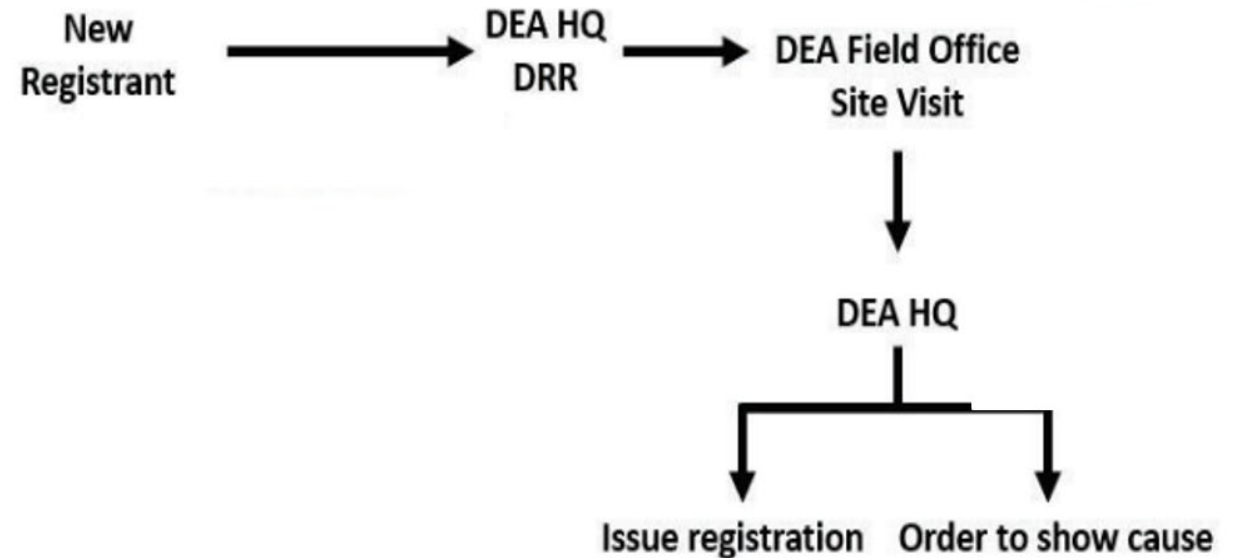 New
Registrant
DEA HQ
DRR
DEA Field Office
Site Visit
DEA HQ
Issue registration
Order to show cause